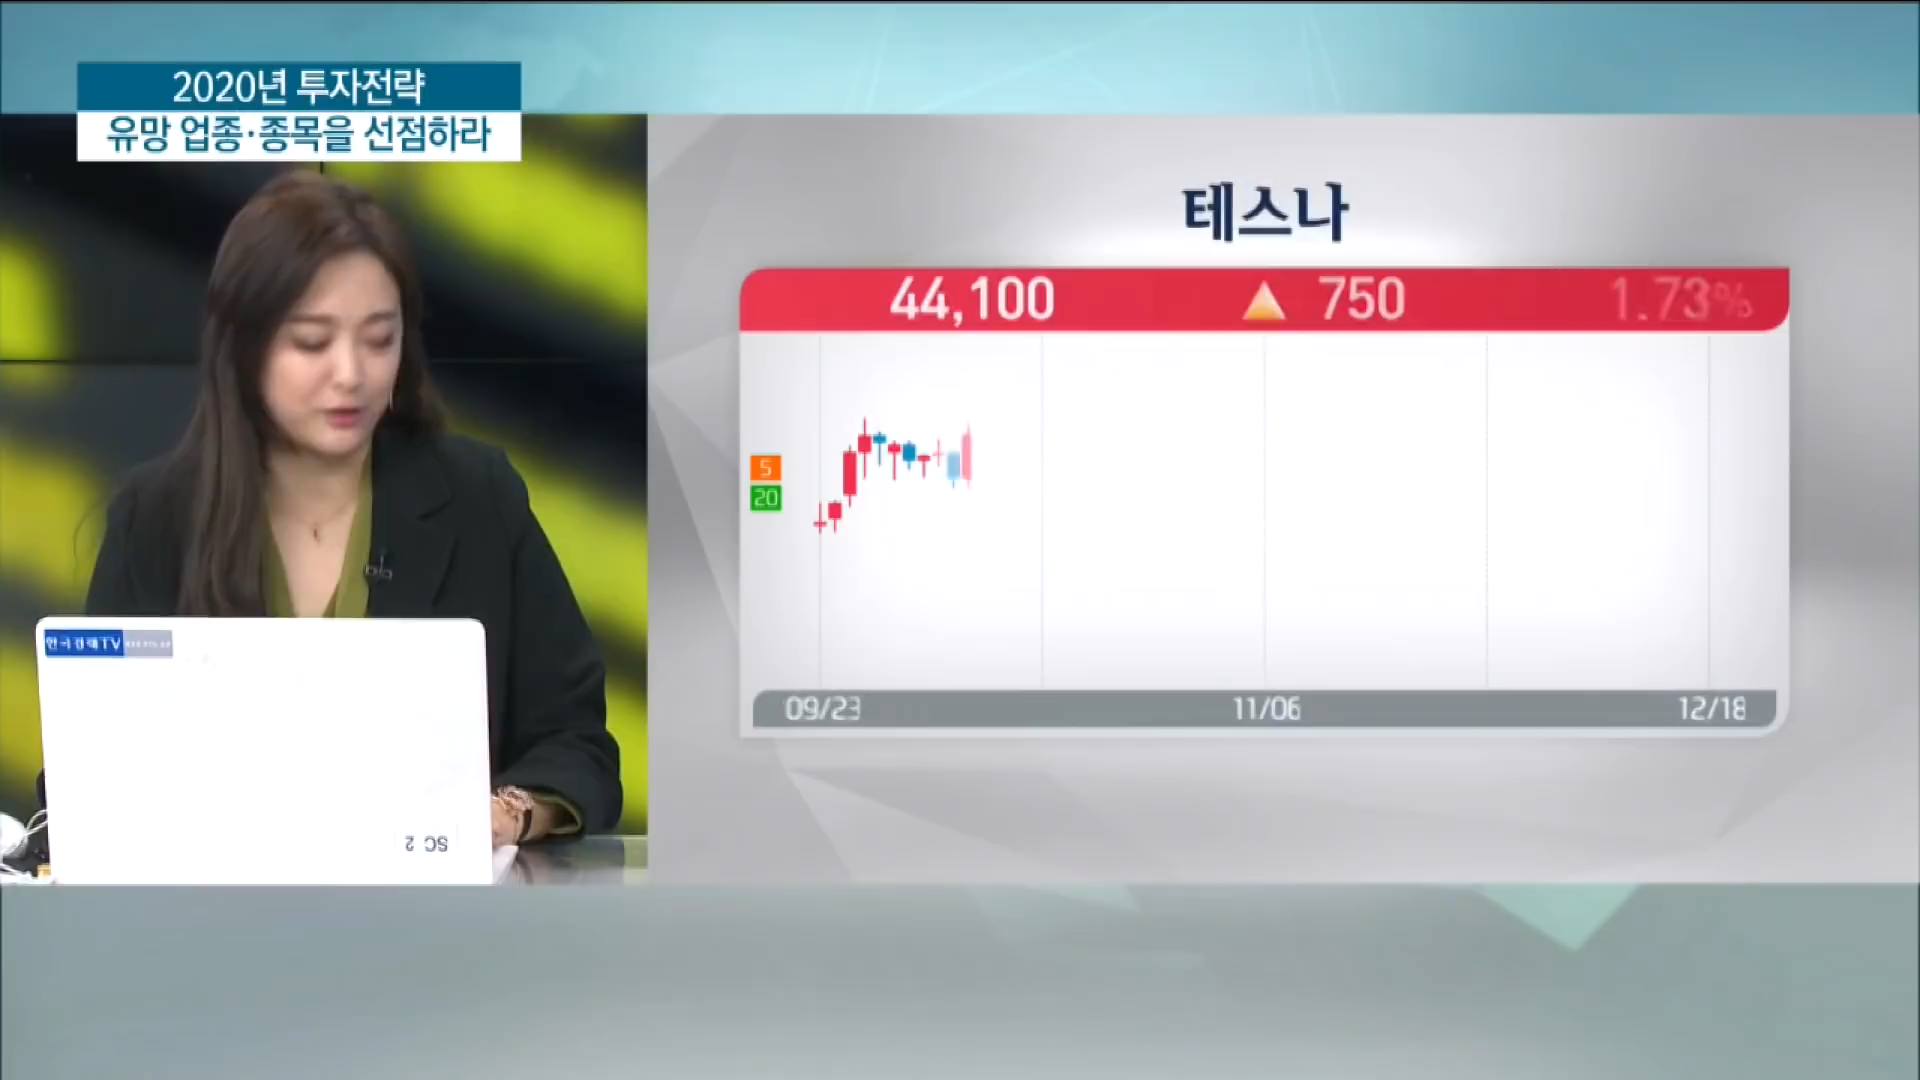 2020년 투자전략
유망 업종·종목을 선점하라
테스나
44,100 ▲ 750 1.73%
5
20
09/23 11/06 12/18
한국경제TV
SC 2